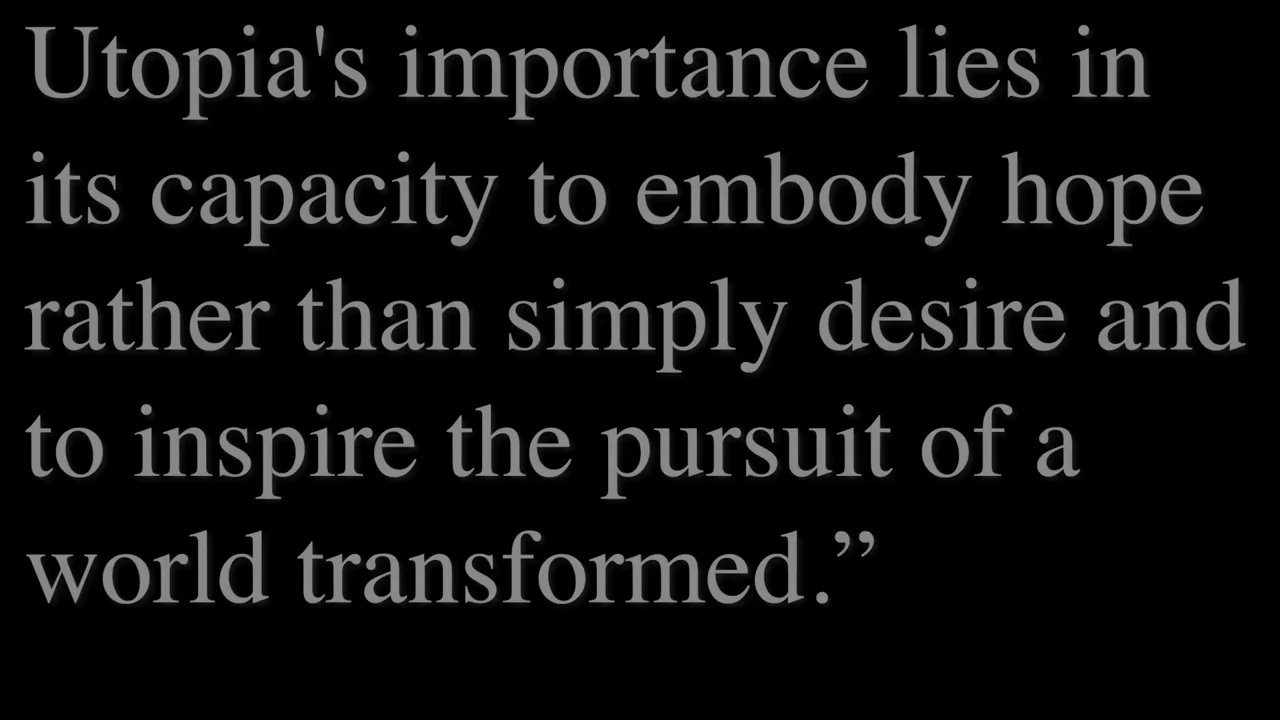 Utopia's importance lies in
its capacity to embody hope
rather than simply desire and
to inspire the pursuit of a
world transformed.”